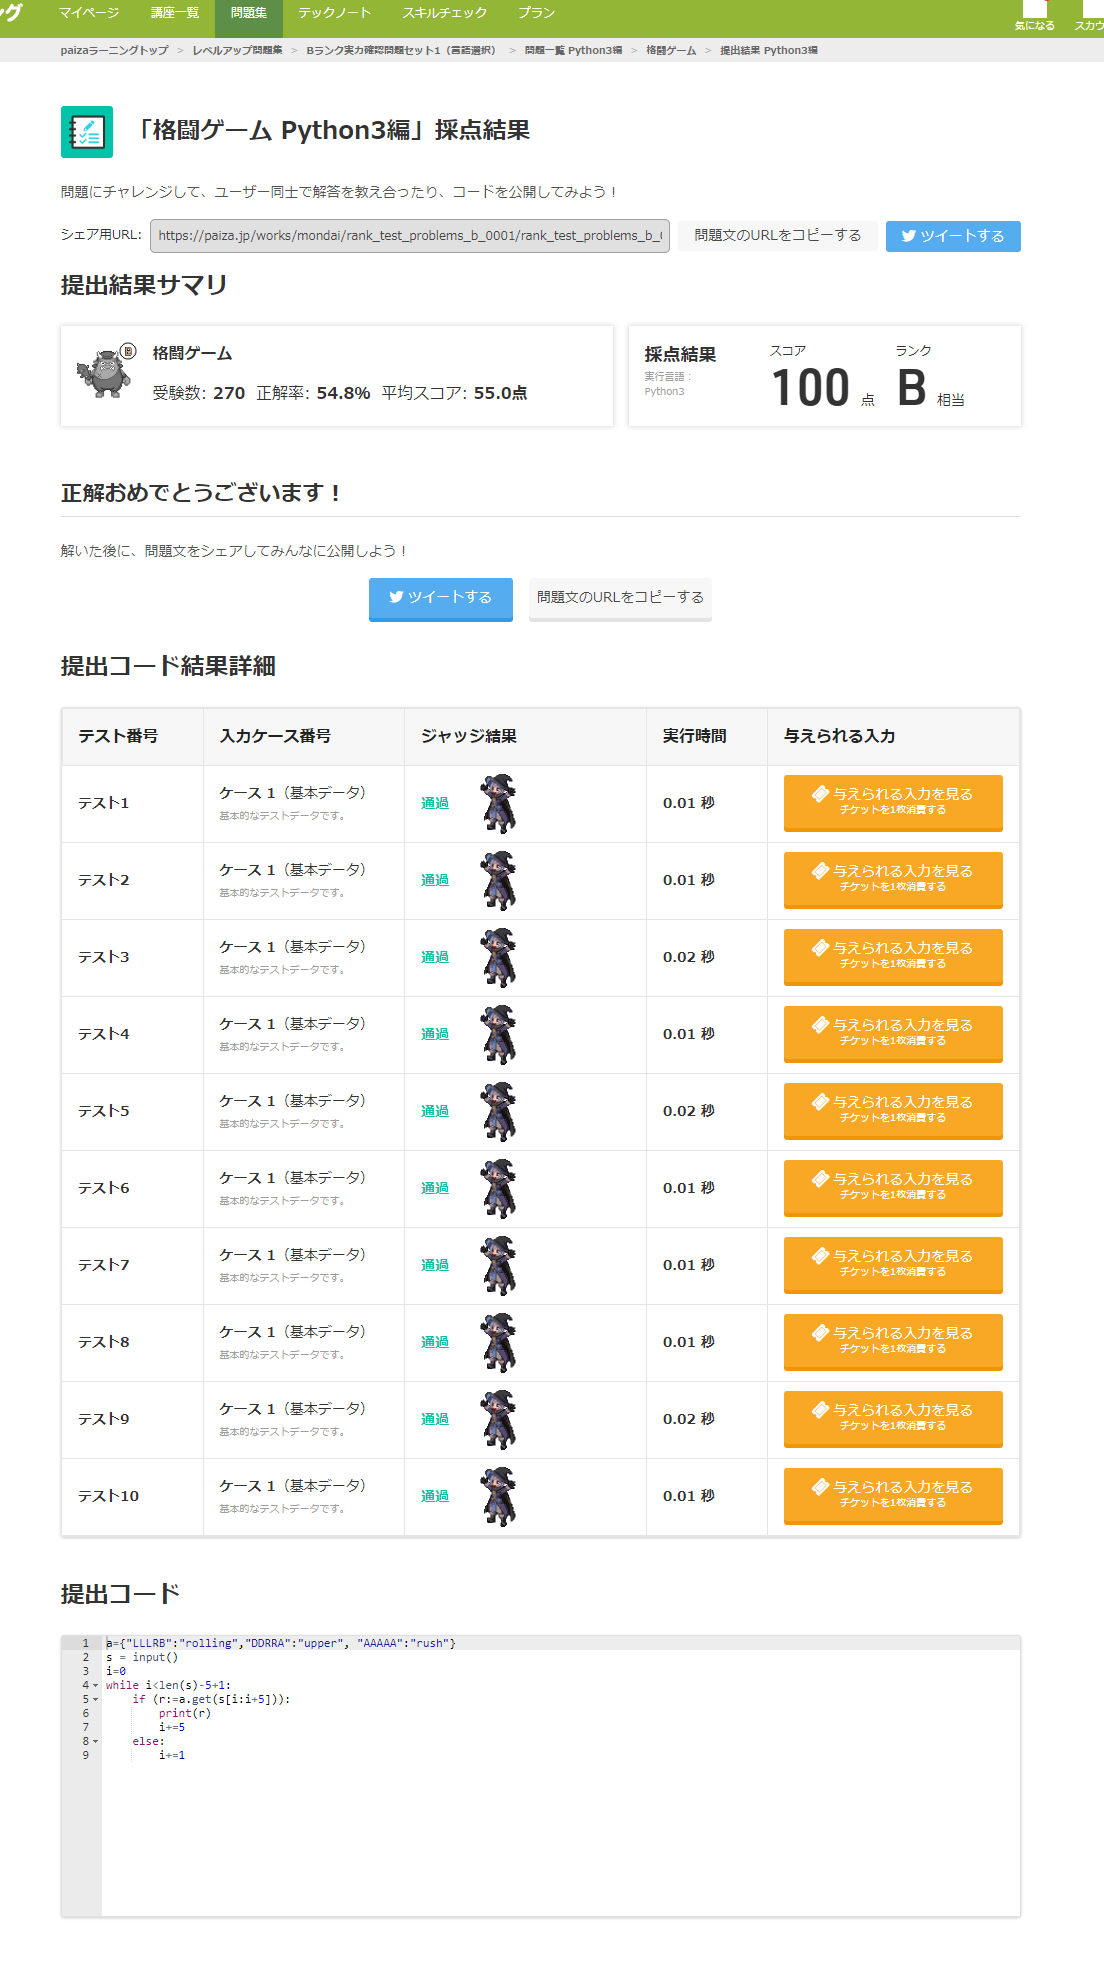 マイページ 講座一覧 問題集 テックノート スキルチェック プラン
気になる スカウ
paizaラーニングトップ > レベルアップ問題集 > Bランク実力確認問題セット1（言語選択） > 問題一覧 Python3編 > 格闘ゲーム > 提出結果 Python3編
「格闘ゲーム Python3編」採点結果
問題にチャレンジして、ユーザー同士で解答を教え合ったり、コードを公開してみよう！
シェア用URL: https://paiza.jp/works/mondai/rank_test_problems_b_0001/rank_test_problems_b_( 問題文のURLをコピーする ツイートする
提出結果サマリ
格闘ゲーム
受験数: 270 正解率: 54.8% 平均スコア: 55.0点
採点結果 スコア ランク
実行言語：
Python3
100 点 B 相当
正解おめでとうございます！
解いた後に、問題文をシェアしてみんなに公開しよう！
ツイートする 問題文のURLをコピーする
提出コード結果詳細
テスト番号 入力ケース番号 ジャッジ結果 実行時間 与えられる入力
テスト1 ケース 1（基本データ） 通過 0.01 秒 与えられる入力を見る
基本的なテストデータです。 チケットを1枚消費する
テスト2 ケース 1（基本データ） 通過 0.01 秒 与えられる入力を見る
基本的なテストデータです。 チケットを1枚消費する
テスト3 ケース 1（基本データ） 通過 0.02 秒 与えられる入力を見る
基本的なテストデータです。 チケットを1枚消費する
テスト4 ケース 1（基本データ） 通過 0.01 秒 与えられる入力を見る
基本的なテストデータです。 チケットを1枚消費する
テスト5 ケース 1（基本データ） 通過 0.02 秒 与えられる入力を見る
基本的なテストデータです。 チケットを1枚消費する
テスト6 ケース 1（基本データ） 通過 0.01 秒 与えられる入力を見る
基本的なテストデータです。 チケットを1枚消費する
テスト7 ケース 1（基本データ） 通過 0.01 秒 与えられる入力を見る
基本的なテストデータです。 チケットを1枚消費する
テスト8 ケース 1（基本データ） 通過 0.01 秒 与えられる入力を見る
基本的なテストデータです。 チケットを1枚消費する
テスト9 ケース 1（基本データ） 通過 0.02 秒 与えられる入力を見る
基本的なテストデータです。 チケットを1枚消費する
テスト10 ケース 1（基本データ） 通過 0.01 秒 与えられる入力を見る
基本的なテストデータです。 チケットを1枚消費する
提出コード
1 a={"LLLRB":"rolling","DDRRA":"upper", "AAAAA":"rush"}
2 s = input()
3 i=0
4 while i<len(s)-5+1:
5     if (r:=a.get(s[i:i+5])):
6         print(r)
7         i+=5
8     else:
9         i+=1